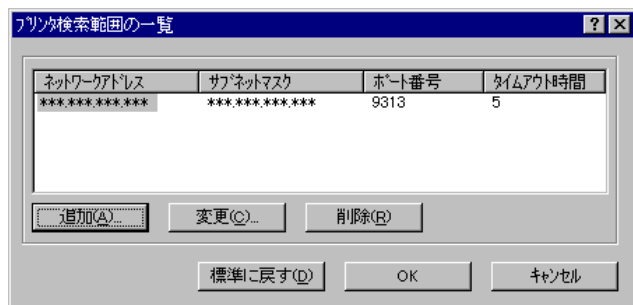 ﾌﾟﾘﾝﾀ検索範囲の一覧
ﾈｯﾄﾜｰｸｱﾄﾞﾚｽ ｻﾌﾞﾈｯﾄﾏｽｸ ﾎﾟｰﾄ番号 ﾀｲﾑｱｳﾄ時間
***.***.***.*** ***.***.***.*** 9313 5
追加(A)... 変更(C)... 削除(R)
標準に戻す(D) OK ｷｬﾝｾﾙ